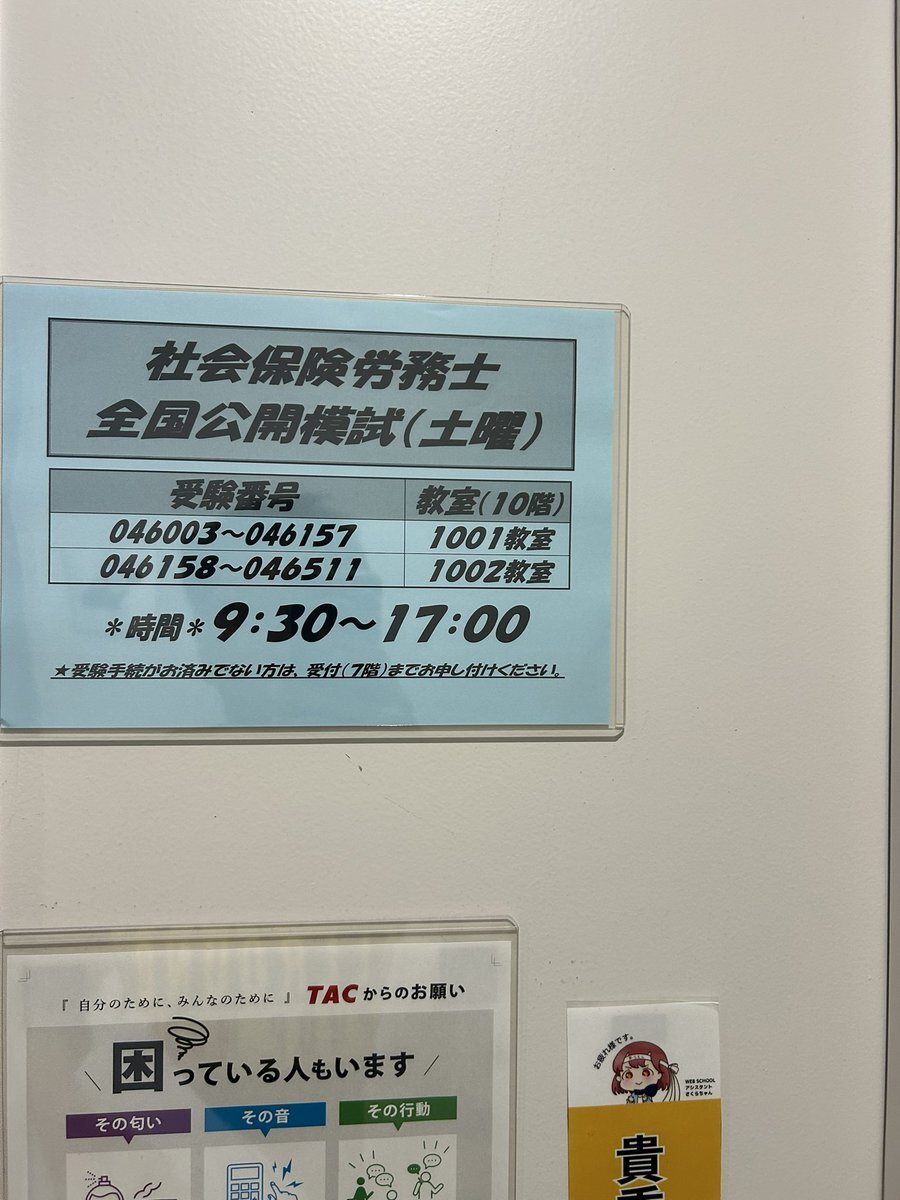 社会保険労務士
全国公開模試(土曜)
受験番号 教室(10階)
046003～046157 1001教室
046158～046511 1002教室
＊時間＊9:30～17:00
★受験手続がお済みでない方は、受付(7階)までお申し付けください。
『 自分のために、みんなのために 』 TACからのお願い
困っている人もいます
その匂い その音 その行動
お疲れ様です。
WEB SCHOOL
アシスタント
さくらちゃん
貴